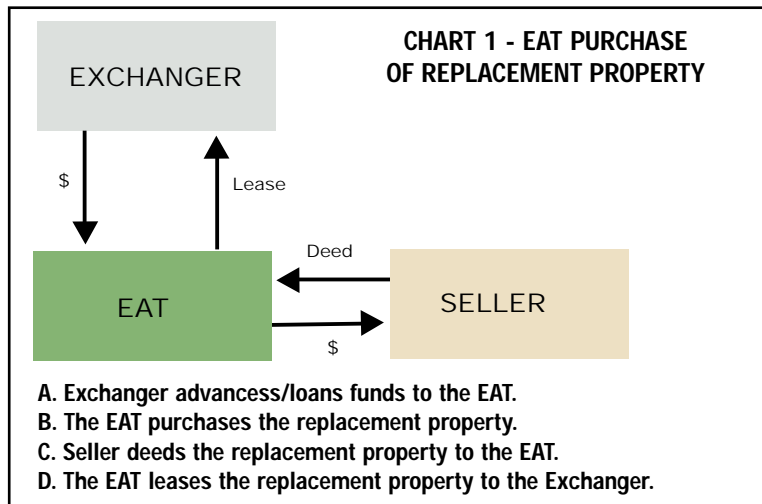 CHART 1 - EAT PURCHASE
OF REPLACEMENT PROPERTY
EXCHANGER
$
Lease
Deed
EAT
SELLER
$
A. Exchanger advancess/loans funds to the EAT.
B. The EAT purchases the replacement property.
C. Seller deeds the replacement property to the EAT.
D. The EAT leases the replacement property to the Exchanger.